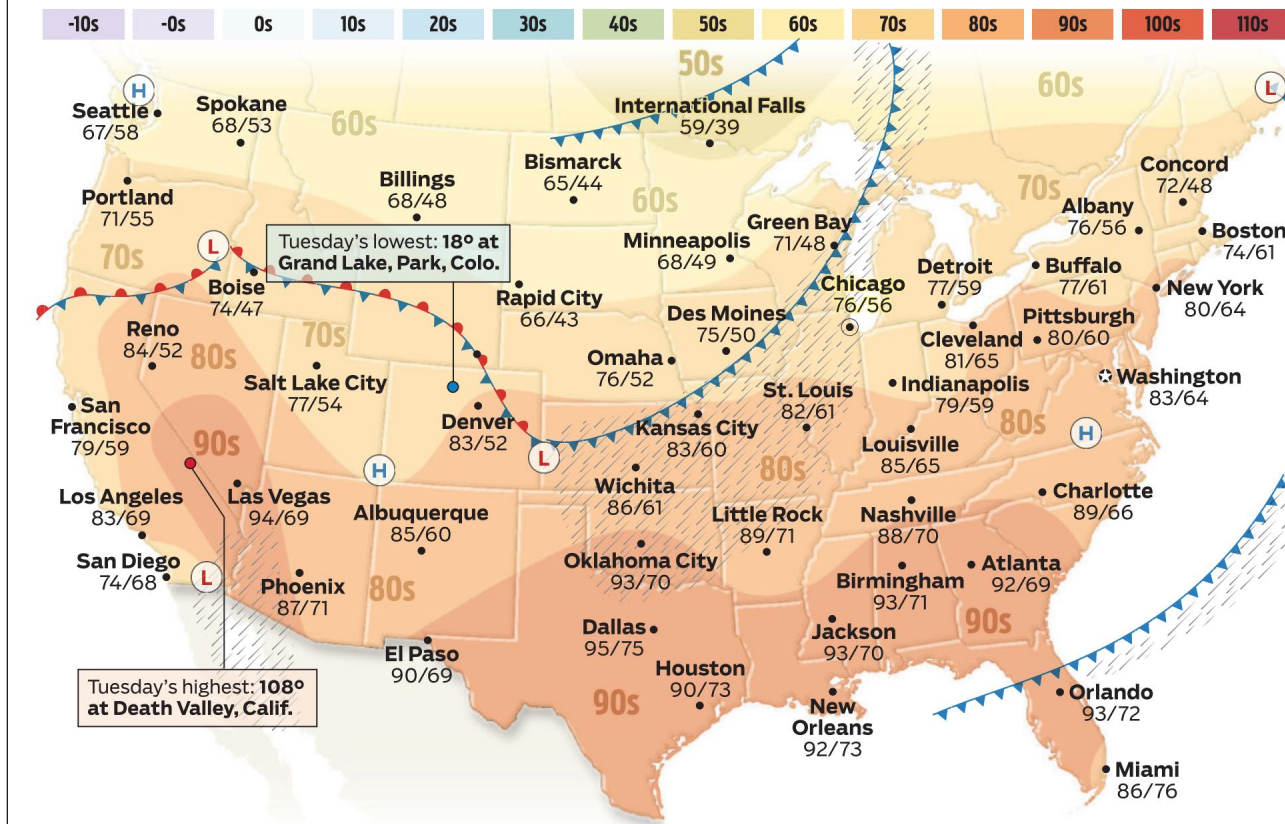 -10s -0s 0s 10s 20s 30s 40s 50s 60s 70s 80s 90s 100s 110s
50s
60s
H
L
Seattle
67/58
Spokane
68/53
60s
International Falls
59/39
Bismarck
65/44
Billings
68/48
60s
70s
Concord
72/48
Portland
71/55
Albany
76/56
Green Bay
71/48
Minneapolis
68/49
Boston
74/61
70s
L
Tuesday's lowest: 18º at
Grand Lake, Park, Colo.
Boise
74/47
Rapid City
66/43
Chicago
76/56
Detroit
77/59
Buffalo
77/61
New York
80/64
Reno
84/52
80s
70s
Des Moines
75/50
Cleveland
81/65
Pittsburgh
80/60
Salt Lake City
77/54
Omaha
76/52
St. Louis
82/61
Indianapolis
79/59
Washington
83/64
San
Francisco
79/59
90s
Denver
83/52
Kansas City
83/60
Louisville
85/65
80s
H
H
L
80s
Los Angeles
83/69
Las Vegas
94/69
Albuquerque
85/60
Wichita
86/61
Little Rock
89/71
Nashville
88/70
Charlotte
89/66
San Diego
74/68
L
Phoenix
87/71
80s
Oklahoma City
93/70
Birmingham
93/71
Atlanta
92/69
90s
Dallas
95/75
Jackson
93/70
El Paso
90/69
Houston
90/73
90s
Tuesday's highest: 108º
at Death Valley, Calif.
New
Orleans
92/73
Orlando
93/72
Miami
86/76